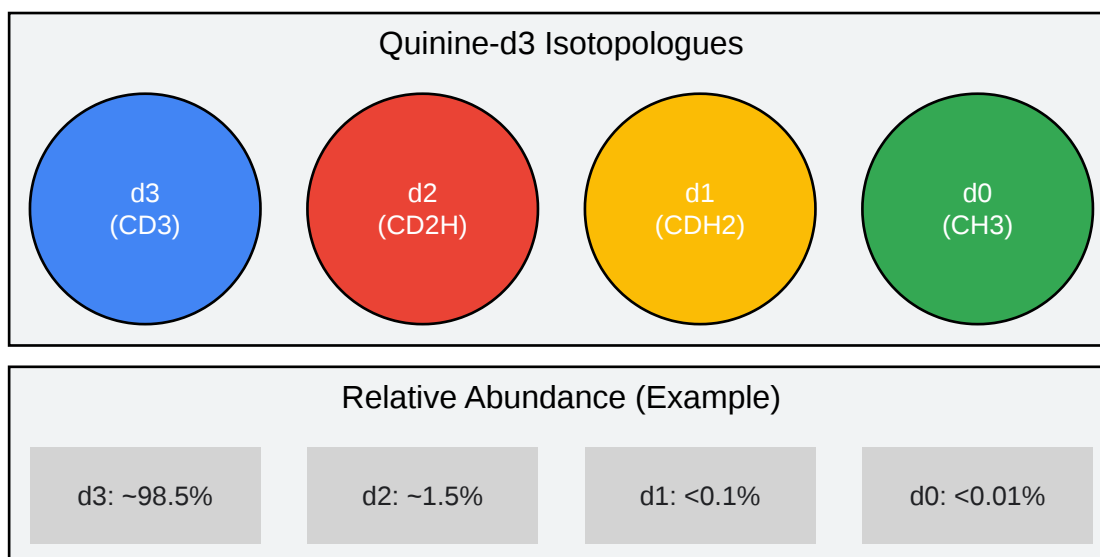 Quinine-d3 Isotopologues
d3
(CD3)
d2
(CD2H)
d1
(CDH2)
d0
(CH3)
Relative Abundance (Example)
d3: ~98.5%
d2: ~1.5%
d1: <0.1%
d0: <0.01%